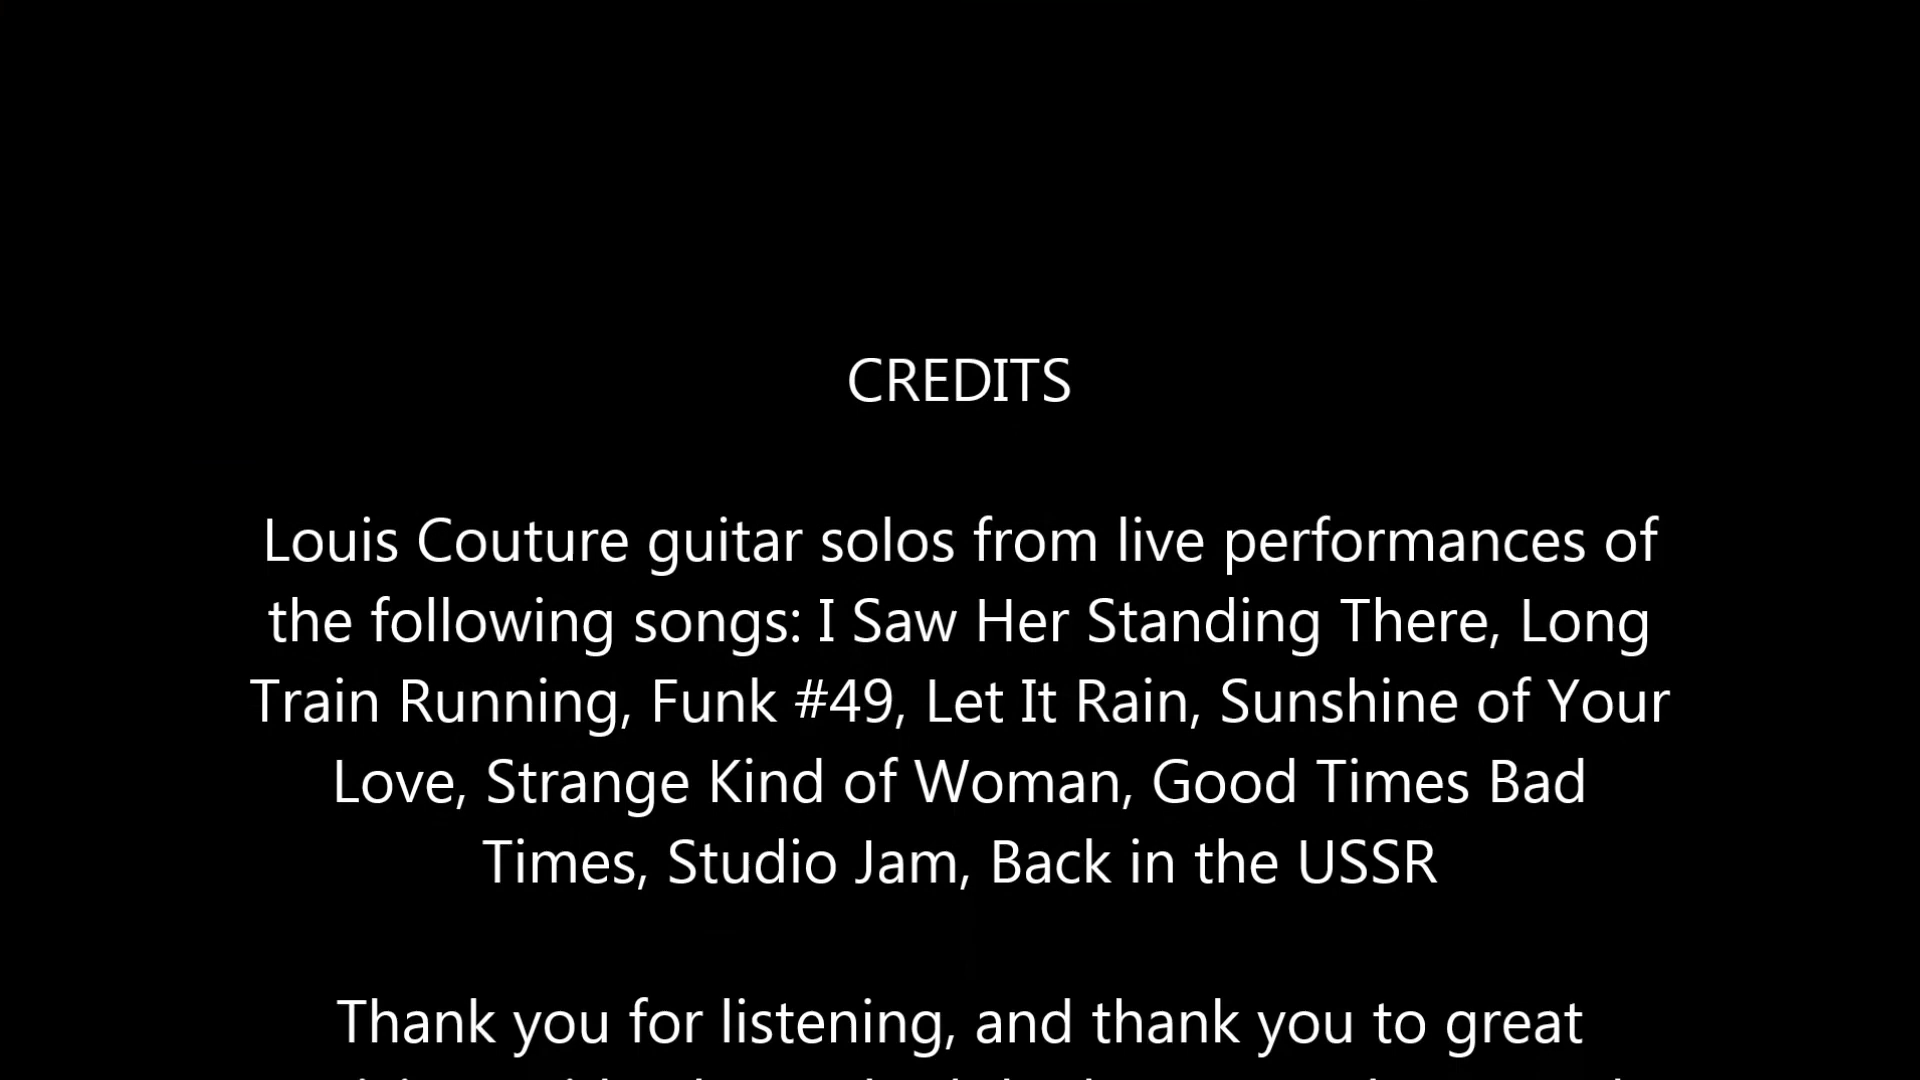 CREDITS
Louis Couture guitar solos from live performances of
the following songs: I Saw Her Standing There, Long
Train Running, Funk #49, Let It Rain, Sunshine of Your
Love, Strange Kind of Woman, Good Times Bad
Times, Studio Jam, Back in the USSR
Thank you for listening, and thank you to great